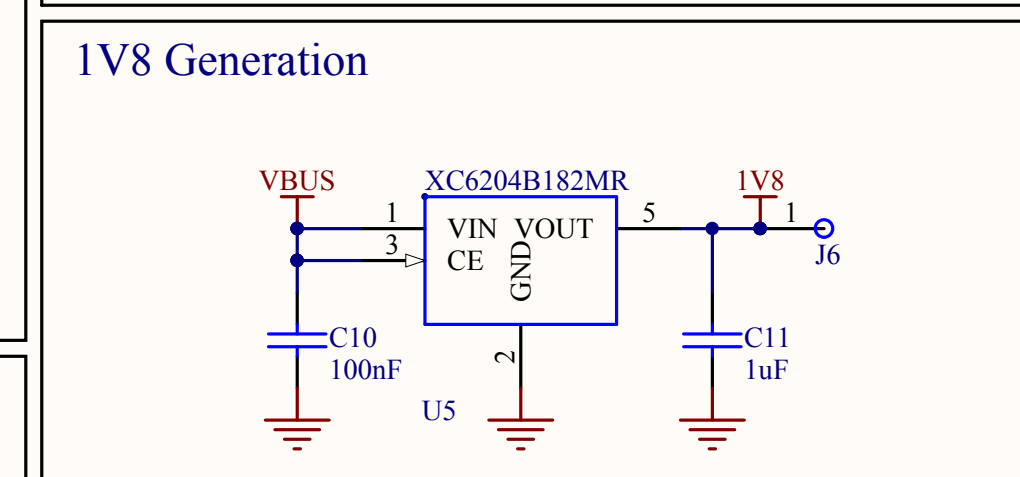 1V8 Generation
VBUS
XC6204B182MR
1V8
1
VIN
VOUT
5
1
3
CE
GND
J6
C10
100nF
2
C11
1uF
U5